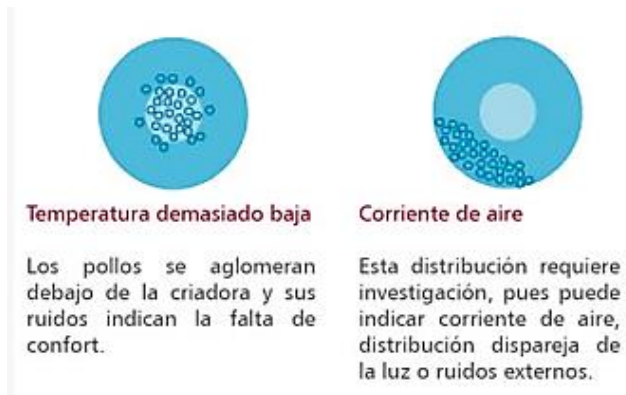 Temperatura demasiado baja
Los pollos se aglomeran
debajo de la criadora y sus
ruidos indican la falta de
confort.
Corriente de aire
Esta distribución requiere
investigación, pues puede
indicar corriente de aire,
distribución dispareja de
la luz o ruidos externos.